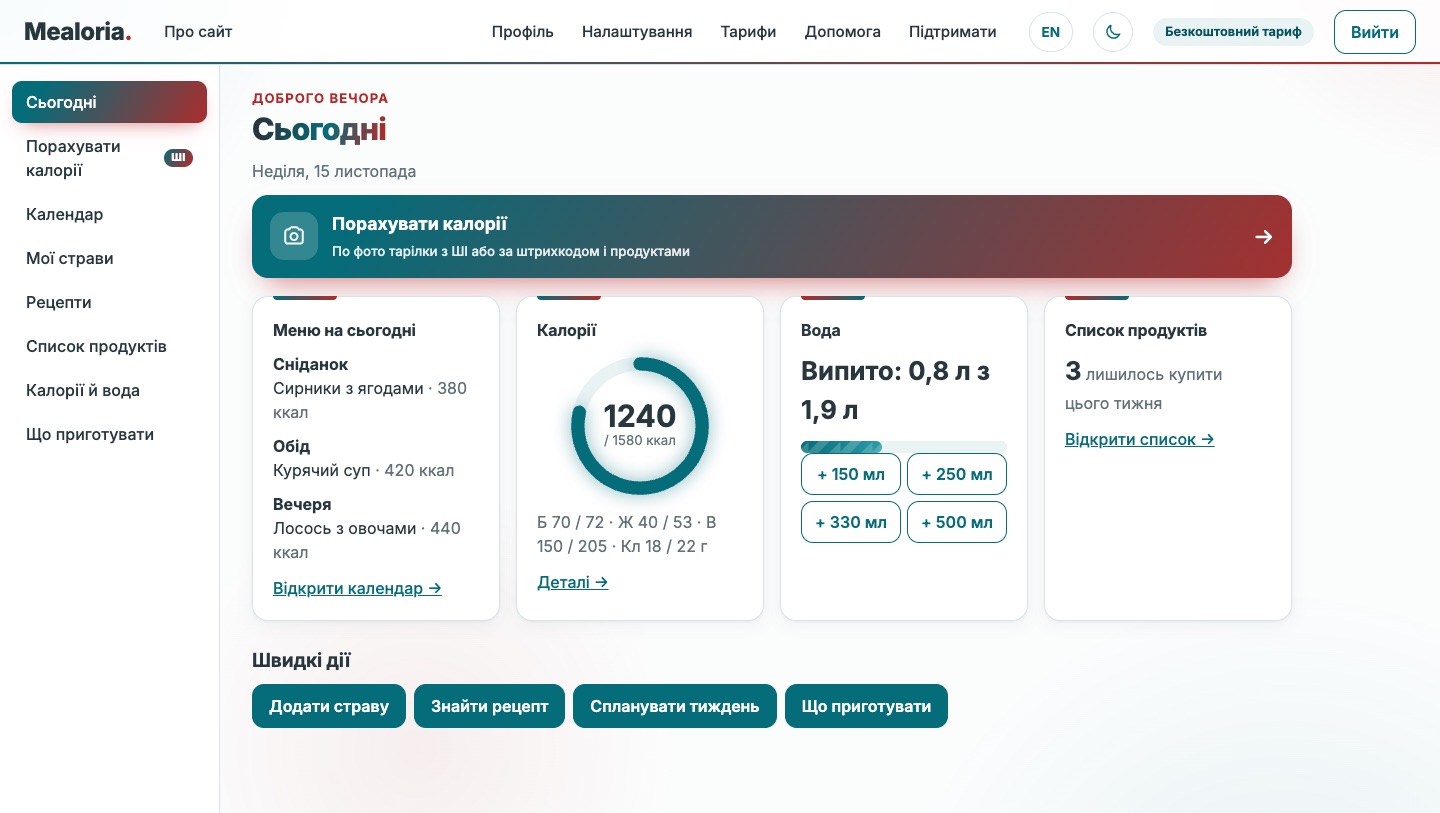 Mealoria.
Про сайт
Профіль
Налаштування
Тарифи
Допомога
Підтримати
EN
Безкоштовний тариф
Вийти
Сьогодні
Порахувати
калорії
ШІ
Календар
Мої страви
Рецепти
Список продуктів
Калорії й вода
Що приготувати
ДОБРОГО ВЕЧОРА
Сьогодні
Неділя, 15 листопада
Порахувати калорії
По фото тарілки з ШІ або за штрихкодом і продуктами
Меню на сьогодні
Сніданок
Сирники з ягодами · 380
ккал
Обід
Курячий суп · 420 ккал
Вечеря
Лосось з овочами · 440
ккал
Відкрити календар →
Калорії
1240
/ 1580 ккал
Б 70 / 72 · Ж 40 / 53 · В
150 / 205 · Кл 18 / 22 г
Деталі →
Вода
Випито: 0,8 л з
1,9 л
+ 150 мл
+ 250 мл
+ 330 мл
+ 500 мл
Список продуктів
3 лишилось купити
цього тижня
Відкрити список →
Швидкі дії
Додати страву
Знайти рецепт
Спланувати тиждень
Що приготувати